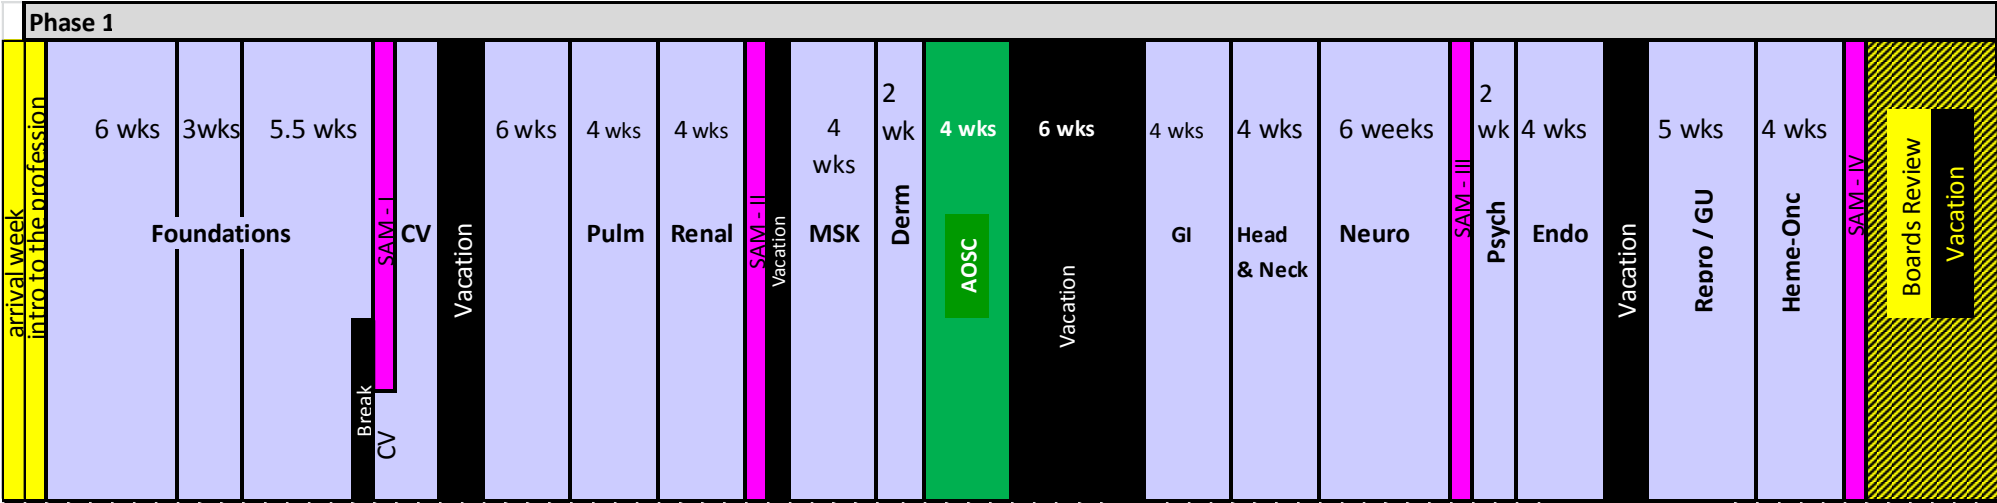 Phase 1
arrival week
intro to the profession
6 wks
3wks
5.5 wks
Foundations
Break
SAM - I
CV
CV
Vacation
6 wks
4 wks
Pulm
4 wks
Renal
SAM - II
Vacation
4
wks
MSK
2
wk
Derm
4 wks
AOSC
6 wks
Vacation
4 wks
GI
4 wks
Head
& Neck
6 weeks
Neuro
SAM - III
2
wk
Psych
4 wks
Endo
Vacation
5 wks
Repro / GU
4 wks
Heme-Onc
SAM - IV
Boards Review
Vacation